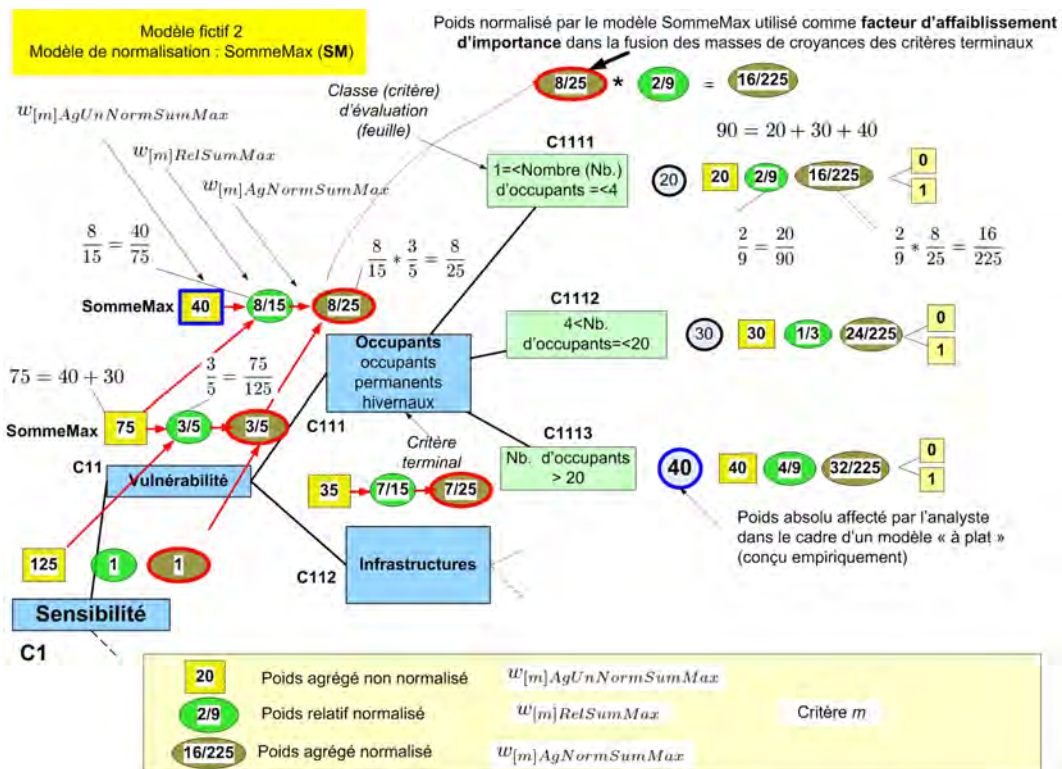 Modèle fictif 2
Modèle de normalisation : SommeMax (SM)
Poids normalisé par le modèle SommeMax utilisé comme facteur d'affaiblissement
d'importance dans la fusion des masses de croyances des critères terminaux
8/25 * 2/9 = 16/225
Classe (critère)
d'évaluation
(feuille)
w[m]AgUnNormSumMax
w[m]RelSumMax
w[m]AgNormSumMax
90 = 20 + 30 + 40
C1111
1=<Nombre (Nb.)
d'occupants =<4
20
20
2/9
16/225
0
1
2/9 = 20/90
2/9 * 8/25 = 16/225
8/15 = 40/75
8/15 * 3/5 = 8/25
SommeMax
40
8/15
8/25
C1112
4<Nb.
d'occupants=<20
30
30
1/3
24/225
0
1
Occupants
occupants
permanents
hivernaux
C111
75 = 40 + 30
3/5 = 75/125
SommeMax
75
3/5
3/5
Critère
terminal
C1113
Nb. d'occupants
> 20
40
40
4/9
32/225
0
1
C11
Vulnérabilité
35
7/15
7/25
Poids absolu affecté par l'analyste
dans le cadre d'un modèle « à plat »
(conçu empiriquement)
125
1
1
C112
Infrastructures
Sensibilité
C1
20
Poids agrégé non normalisé
w[m]AgUnNormSumMax
2/9
Poids relatif normalisé
w[m]RelSumMax
Critère m
16/225
Poids agrégé normalisé
w[m]AgNormSumMax